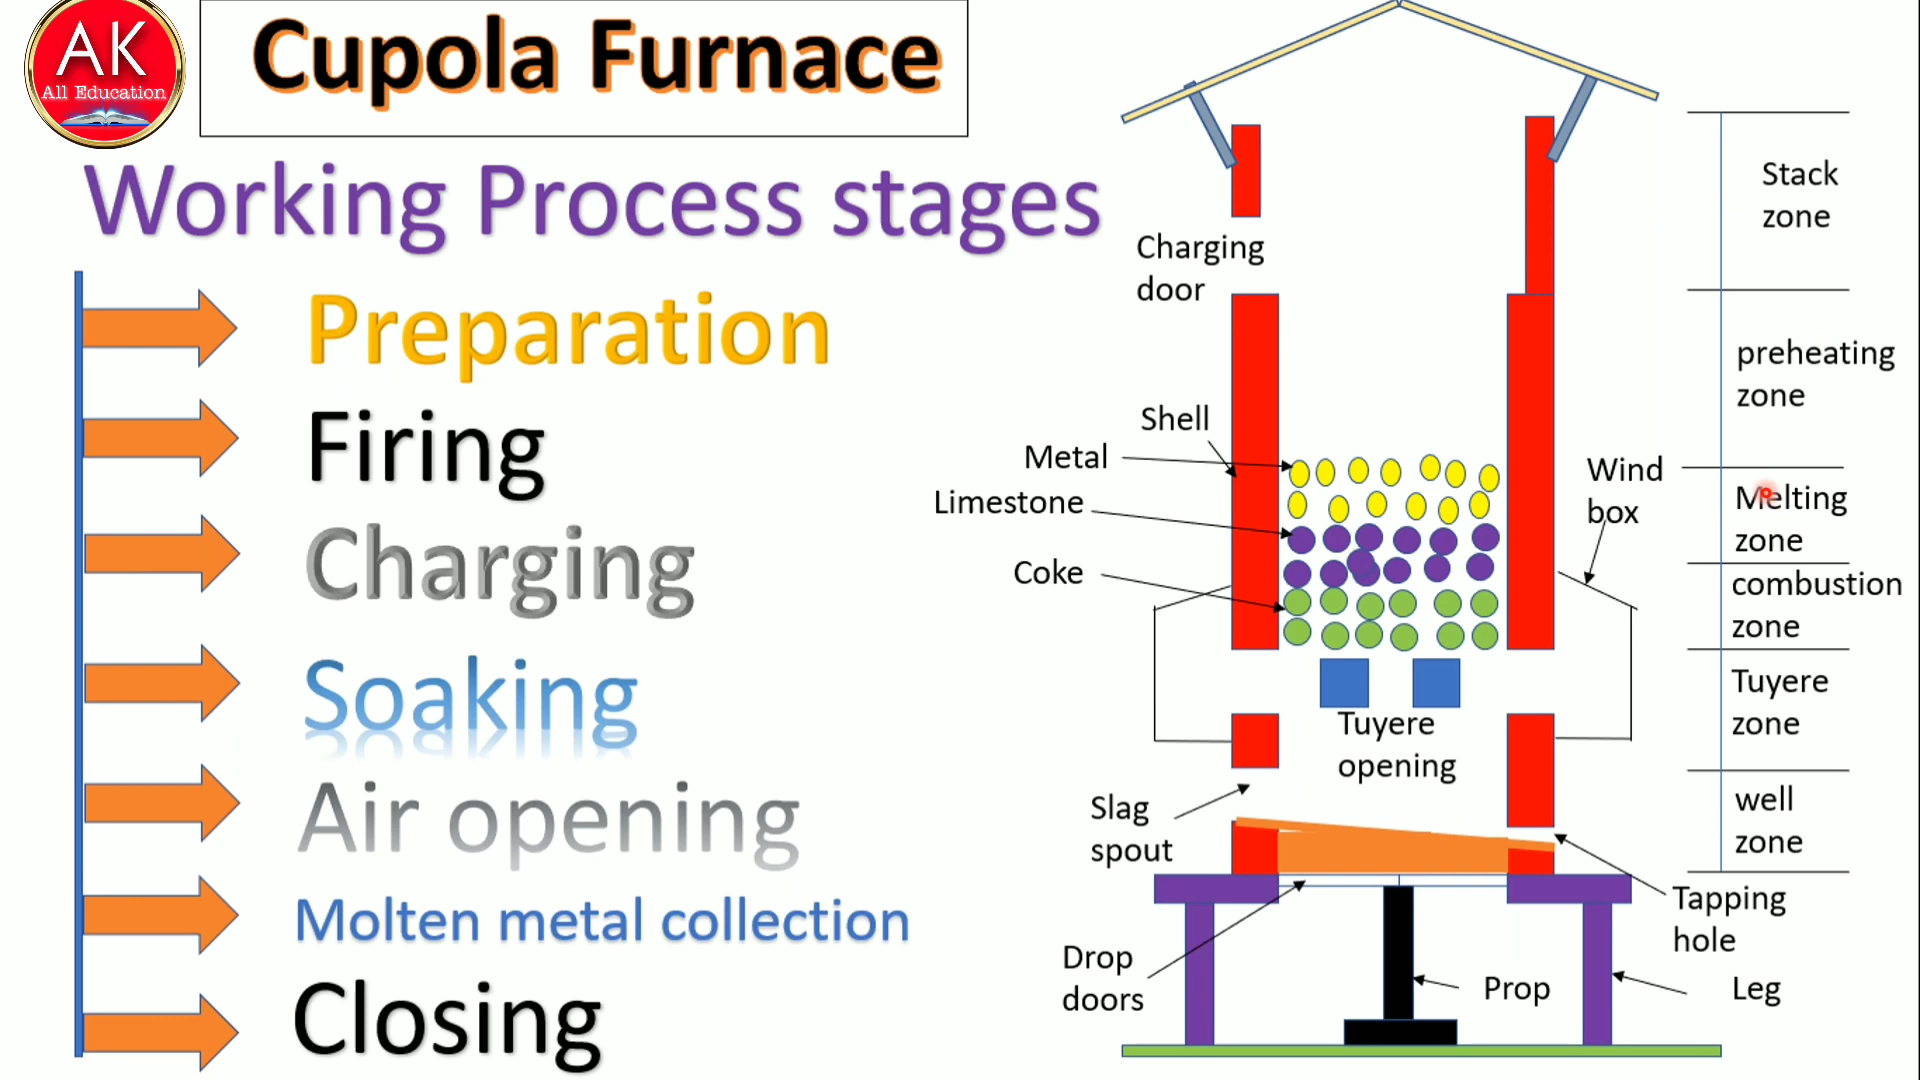 AK
All Education
Cupola Furnace
Working Process stages
Preparation
Firing
Charging
Soaking
Air opening
Molten metal collection
Closing
Charging
door
Shell
Metal
Limestone
Coke
Wind
box
Tuyere
opening
Slag
spout
Drop
doors
Prop
Leg
Tapping
hole
Stack
zone
preheating
zone
Melting
zone
combustion
zone
Tuyere
zone
well
zone